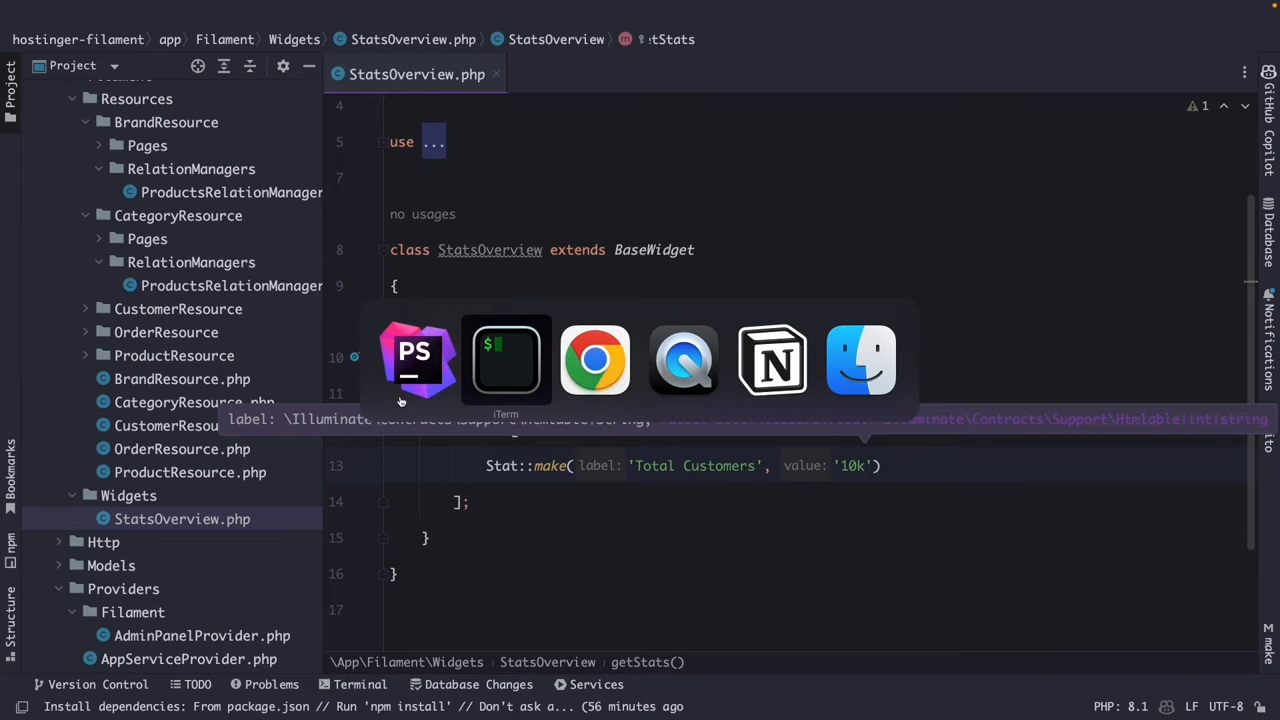 hostinger-filament app Filament Widgets StatsOverview.php StatsOverview getStats
Project
Project
StatsOverview.php
Resources
BrandResource
Pages
RelationManagers
ProductsRelationManager
CategoryResource
Pages
RelationManagers
ProductsRelationManager
CustomerResource
OrderResource
ProductResource
BrandResource.php
CategoryResource.php
OrderResource.php
ProductResource.php
Widgets
StatsOverview.php
Http
Models
Providers
Filament
AdminPanelProvider.php
AppServiceProvider.php
Bookmarks
npm
Structure
4
5 use ...
7
no usages
8 class StatsOverview extends BaseWidget
9 {
10
11
13 Stat::make( label: 'Total Customers', value: '10k')
14 ];
15 }
16 }
17
1
PS
$
N
iTerm
GitHub Copilot
Database
Notifications
make
\App\Filament\Widgets StatsOverview getStats()
Version Control TODO Problems Terminal Database Changes Services
Install dependencies: From package.json // Run 'npm install' // Don't ask a... (56 minutes ago PHP: 8.1 LF UTF-8